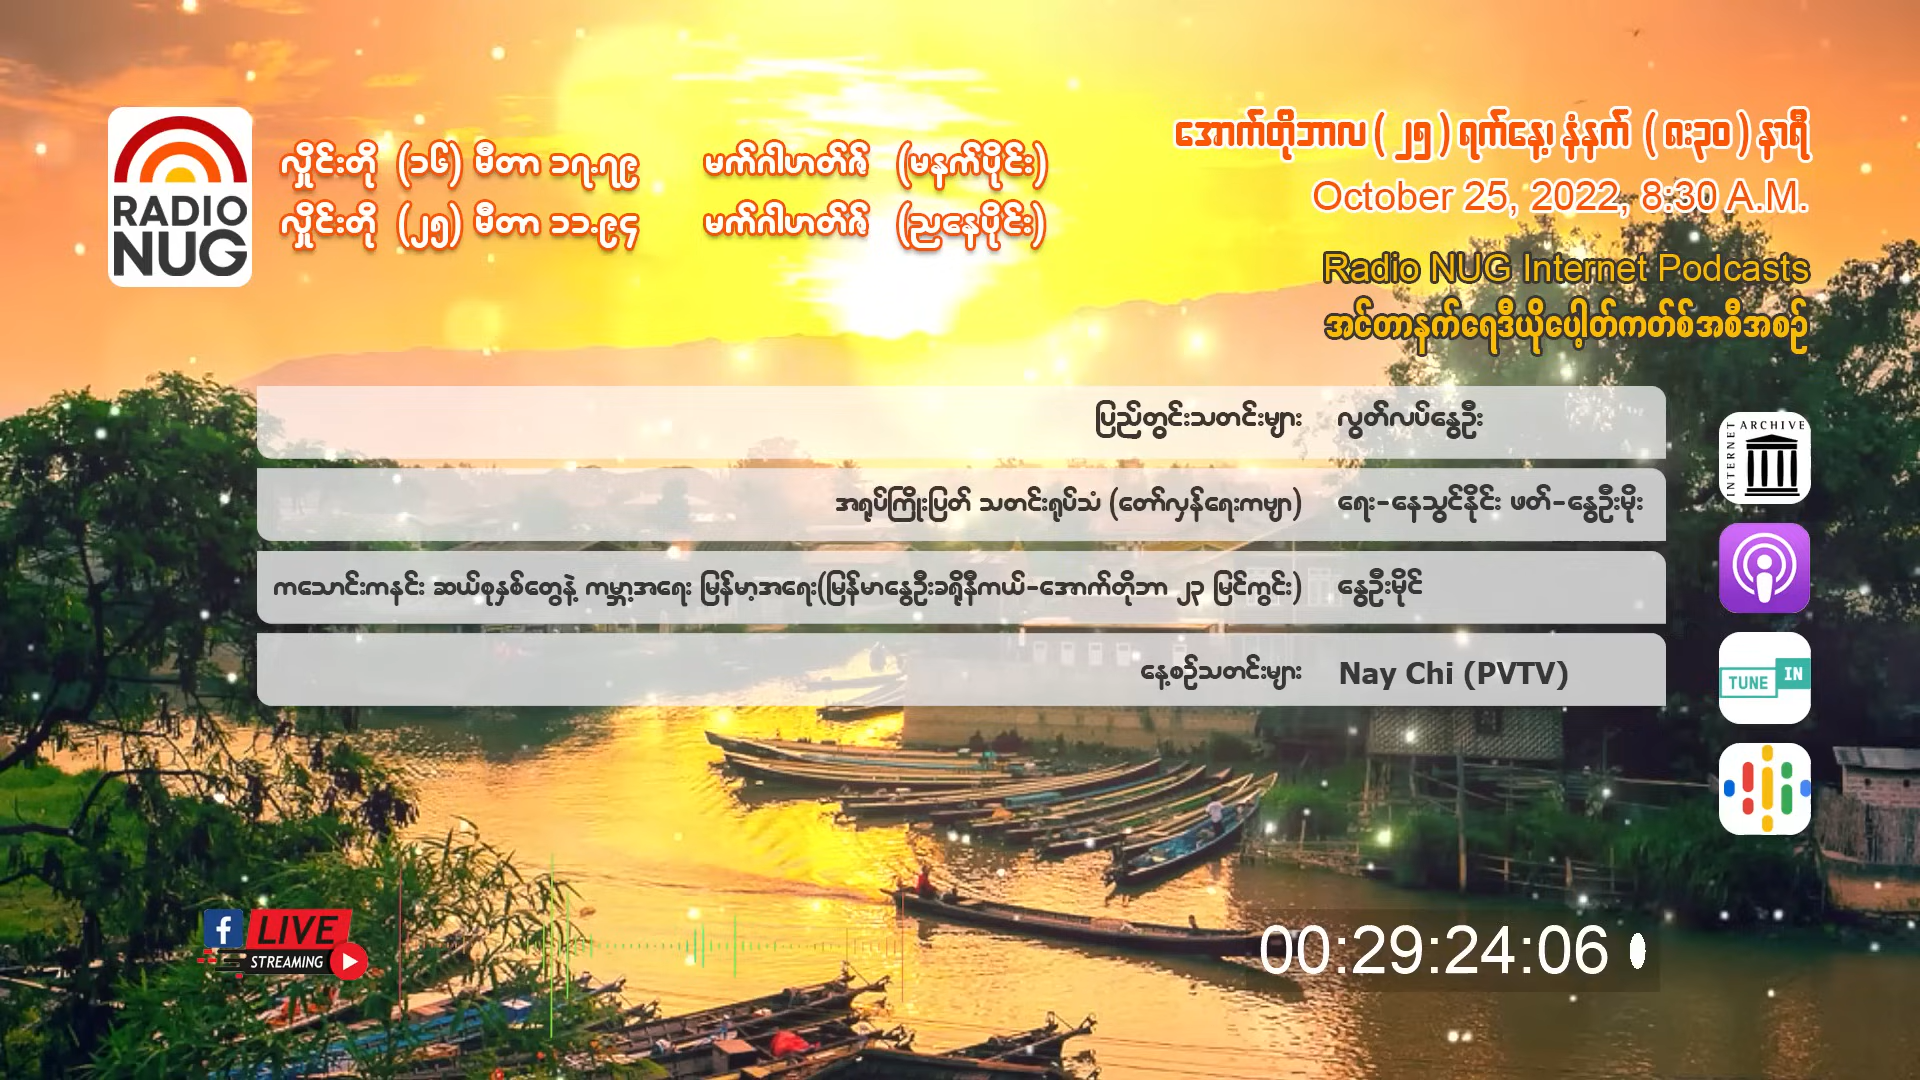 RADIO
NUG
လှိုင်းတို (၁၆) မီတာ ၁၇.၇၉ မက်ဂါဟတ်ဇ် (မနက်ပိုင်း)
လှိုင်းတို (၂၅) မီတာ ၁၁.၉၄ မက်ဂါဟတ်ဇ် (ညနေပိုင်း)
အောက်တိုဘာလ ( ၂၅ ) ရက်နေ့၊ နံနက် ( ၈း၃၀ ) နာရီ
October 25, 2022, 8:30 A.M.
Radio NUG Internet Podcasts
အင်တာနက်ရေဒီယိုပေါ့တ်ကတ်စ်အစီအစဉ်
ပြည်တွင်းသတင်းများ လွတ်လပ်နွေဦး
အရုပ်ကြိုးပြတ် သတင်းရုပ်သံ (တော်လှန်ရေးကဗျာ) ရေး-နေသွင်နိုင်း ဖတ်-နွေဦးမိုး
ကသောင်းကနင်း ဆယ်စုနှစ်တွေနဲ့ ကမ္ဘာ့အရေး မြန်မာ့အရေး(မြန်မာနွေဦးခရိုနီကယ်-အောက်တိုဘာ ၂၃ မြင်ကွင်း) နွေဦးမိုင်
နေ့စဉ်သတင်းများ Nay Chi (PVTV)
INTERNET ARCHIVE
TUNE IN
f LIVE
STREAMING
00:29:24:06